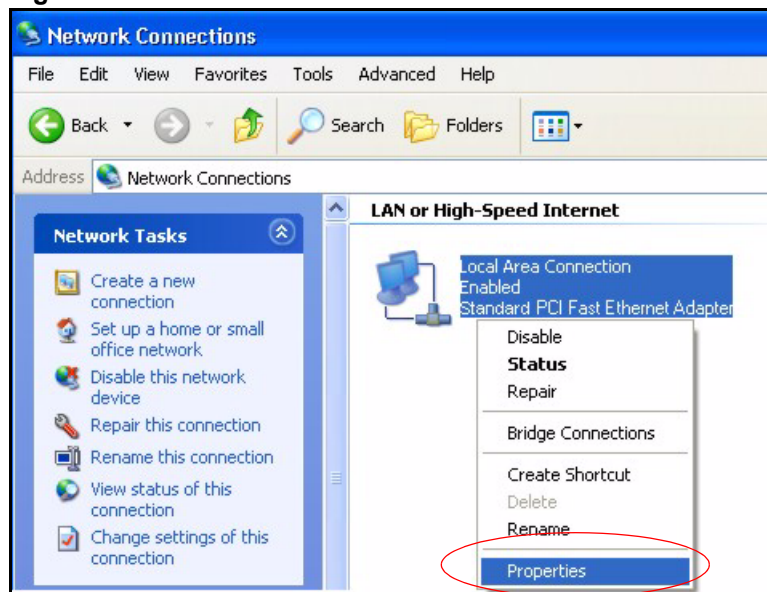 Network Connections
File Edit View Favorites Tools Advanced Help
Back Search Folders
Address Network Connections
Network Tasks
Create a new
connection
Set up a home or small
office network
Disable this network
device
Repair this connection
Rename this connection
View status of this
connection
Change settings of this
connection
LAN or High-Speed Internet
Local Area Connection
Enabled
Standard PCI Fast Ethernet Adapter
Disable
Status
Repair
Bridge Connections
Create Shortcut
Delete
Rename
Properties